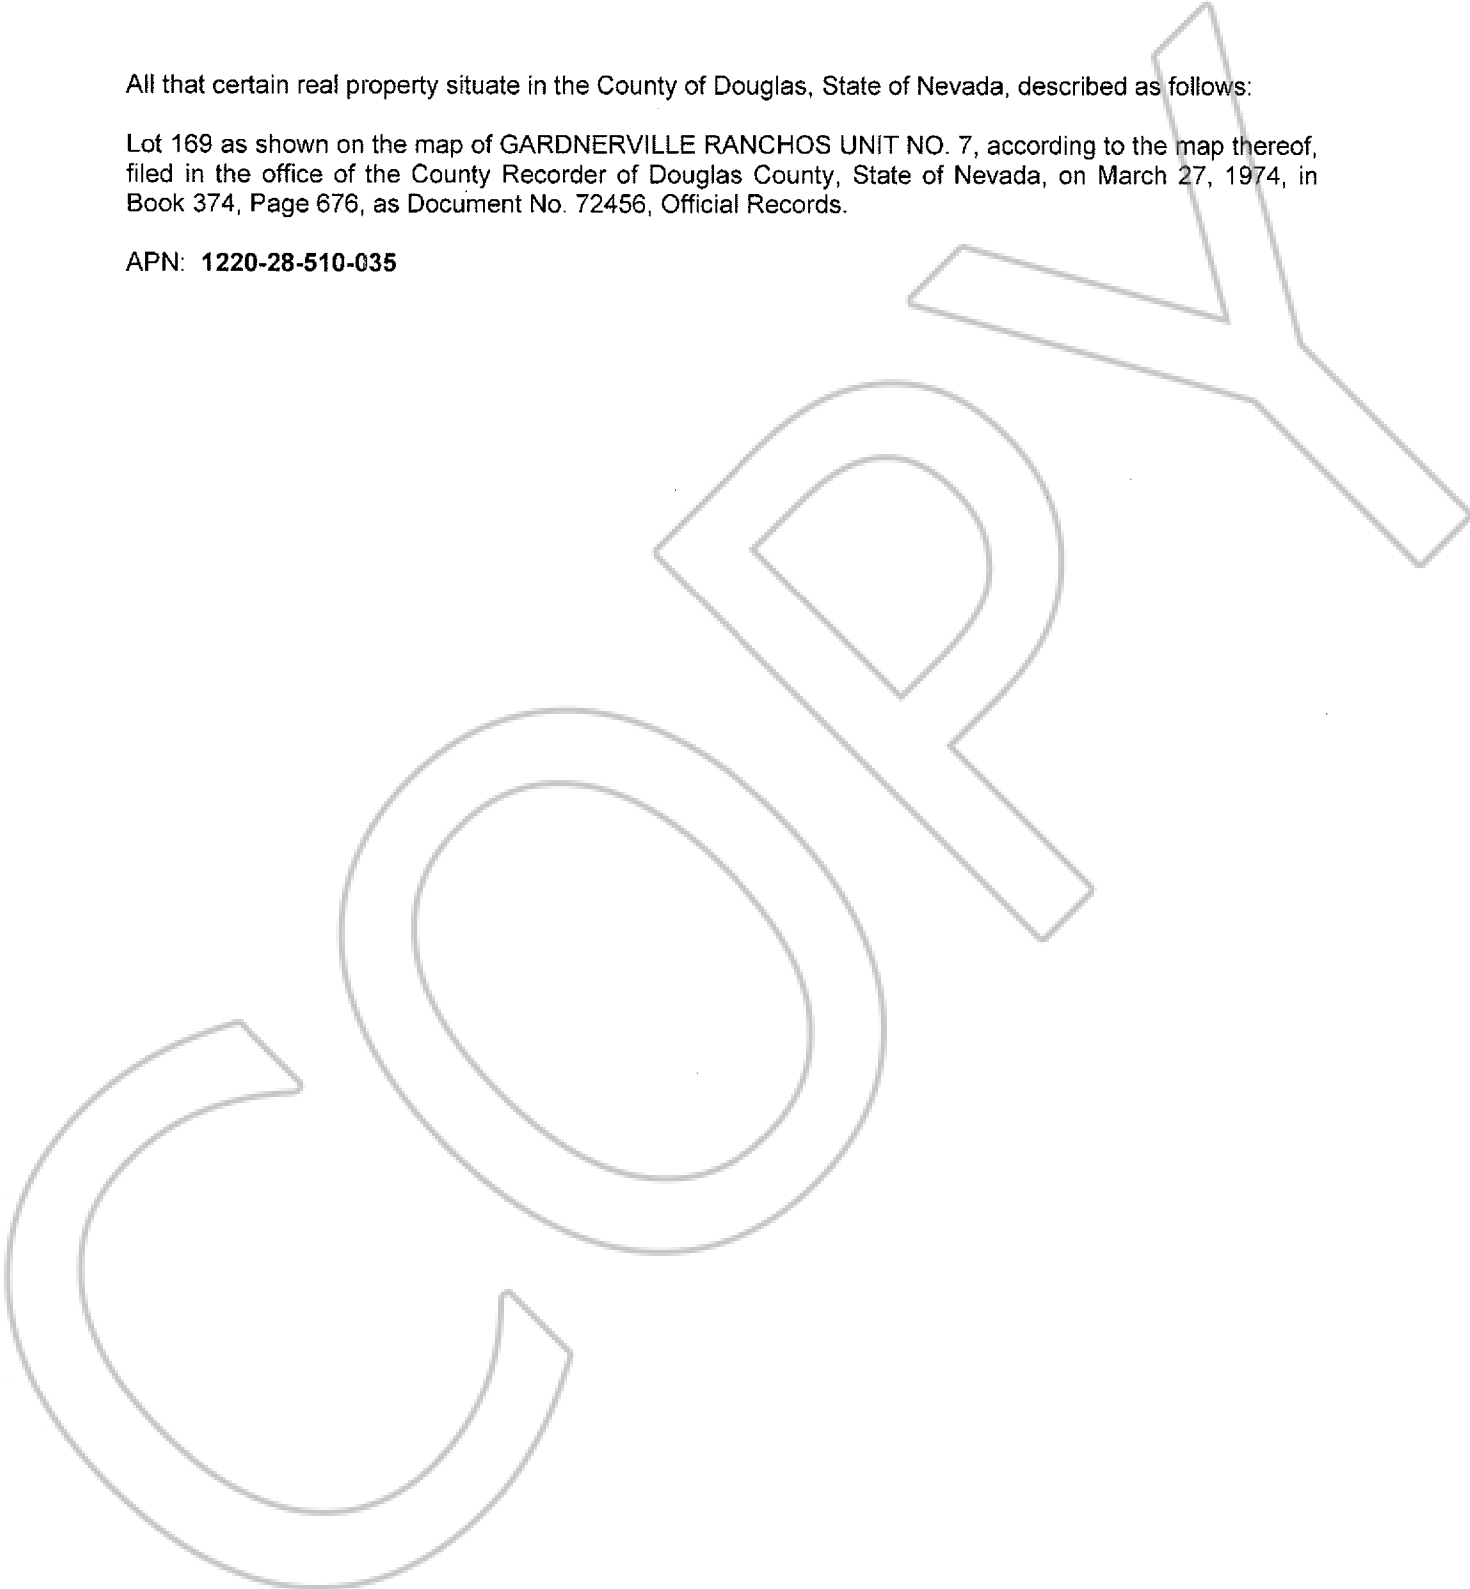 All that certain real property situate in the County of Douglas, State of Nevada, described as follows:
Lot 169 as shown on the map of GARDNERVILLE RANCHOS UNIT NO. 7, according to the map thereof,
filed in the office of the County Recorder of Douglas County, State of Nevada, on March 27, 1974, in
Book 374, Page 676, as Document No. 72456, Official Records.
APN: 1220-28-510-035
COPY